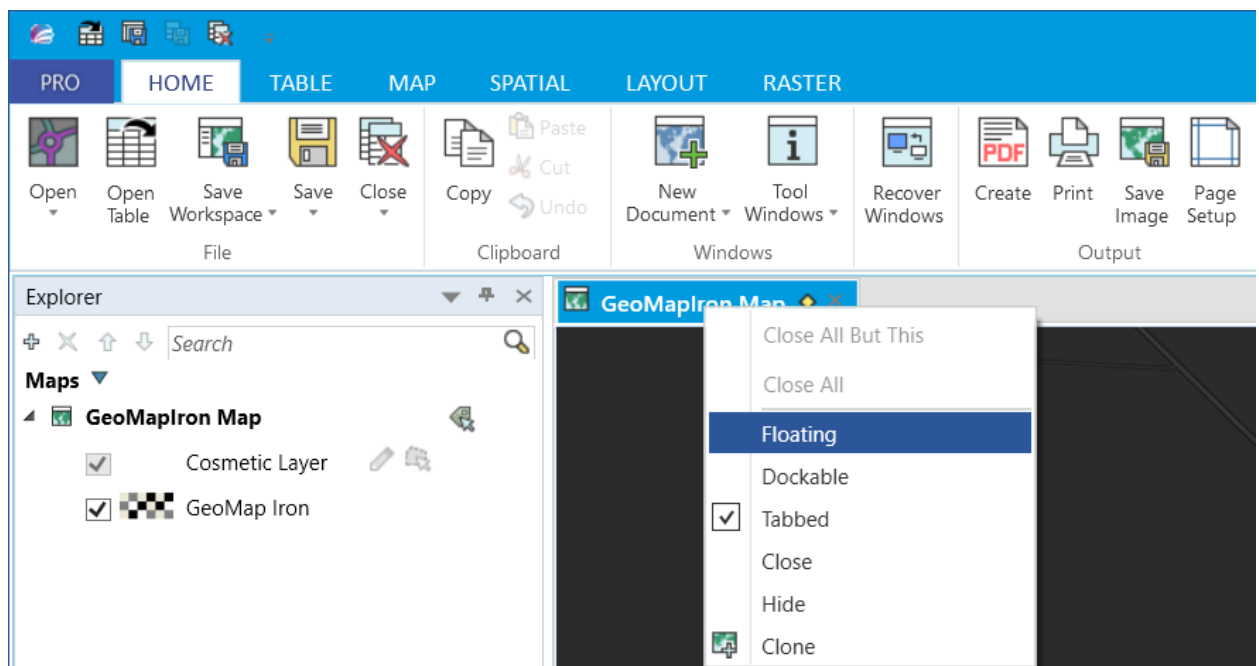 PRO HOME TABLE MAP SPATIAL LAYOUT RASTER
Open
Open Table
Save Workspace
Save
Close
File
Copy
Paste
Cut
Undo
Clipboard
New Document
Tool Windows
Windows
Recover Windows
PDF
Create
Print
Save Image
Page Setup
Output
Explorer
Search
Maps
GeoMapIron Map
Cosmetic Layer
GeoMap Iron
GeoMapIron Map
Close All But This
Close All
Floating
Dockable
Tabbed
Close
Hide
Clone